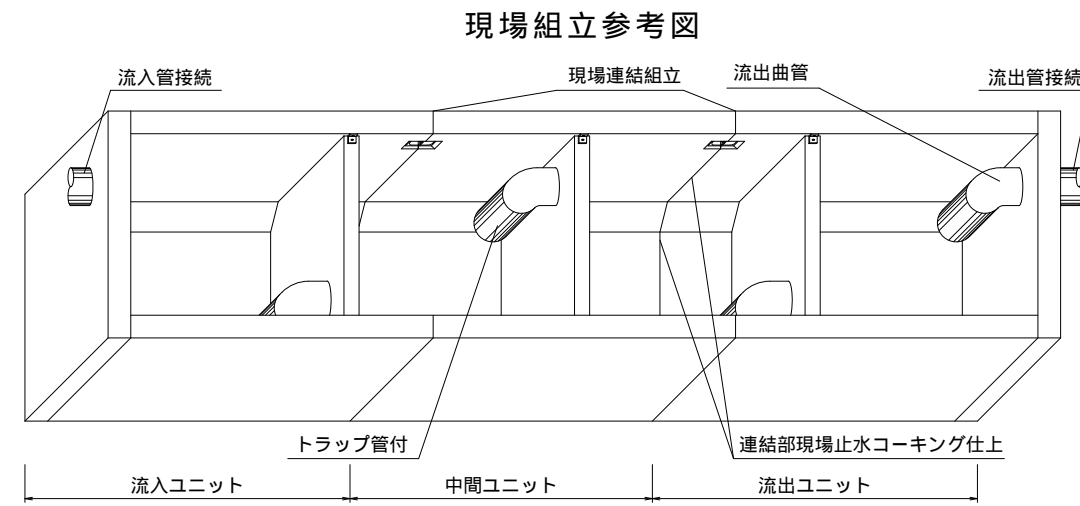 現場組立参考図
流入管接続
現場連結組立
流出曲管
流出管接続
トラップ管付
連結部現場止水コーキング仕上
流入ユニット
中間ユニット
流出ユニット